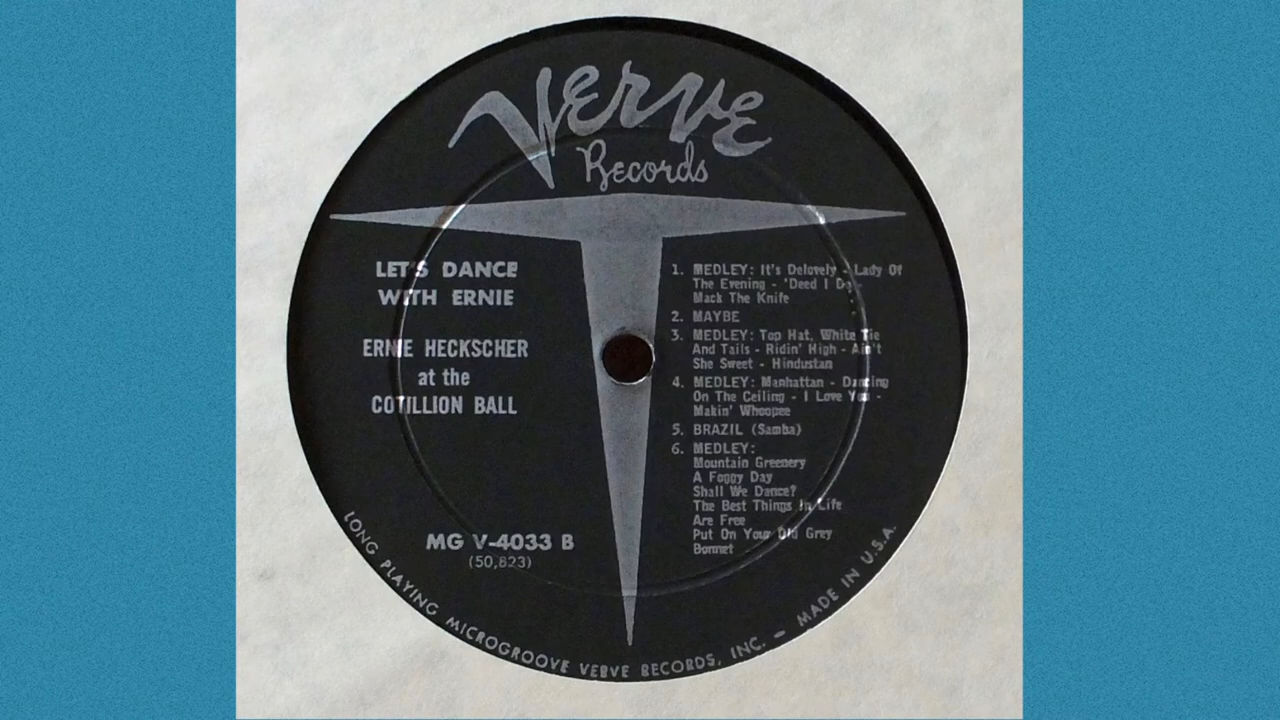 Verve
Records
LET'S DANCE
WITH ERNIE
ERNIE HECKSCHER
at the
COTILLION BALL
MG V-4033 B
(50,823)
1. MEDLEY: It's Delovely - Lady Of
The Evening - 'Deed I Do -
Mack The Knife
2. MAYBE
3. MEDLEY: Top Hat, White Tie
And Tails - Ridin' High - Ain't
She Sweet - Hindustan
4. MEDLEY: Manhattan - Dancing
On The Ceiling - I Love You -
Makin' Whoopee
5. BRAZIL (Samba)
6. MEDLEY:
Mountain Greenery
A Foggy Day
Shall We Dance?
The Best Things In Life
Are Free
Put On Your Old Grey
Bonnet
LONG PLAYING MICROGROOVE VERVE RECORDS, INC. - MADE IN U.S.A.